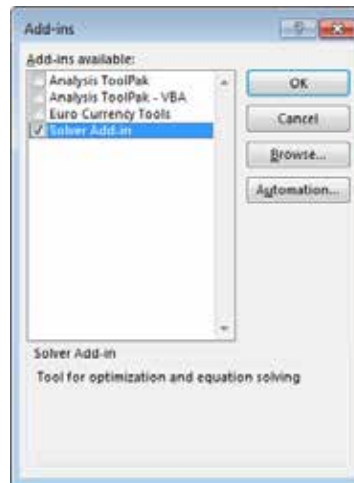 Add-ins
Add-ins available:
Analysis ToolPak
Analysis ToolPak - VBA
Euro Currency Tools
Solver Add-in
OK
Cancel
Browse...
Automation...
Solver Add-in
Tool for optimization and equation solving